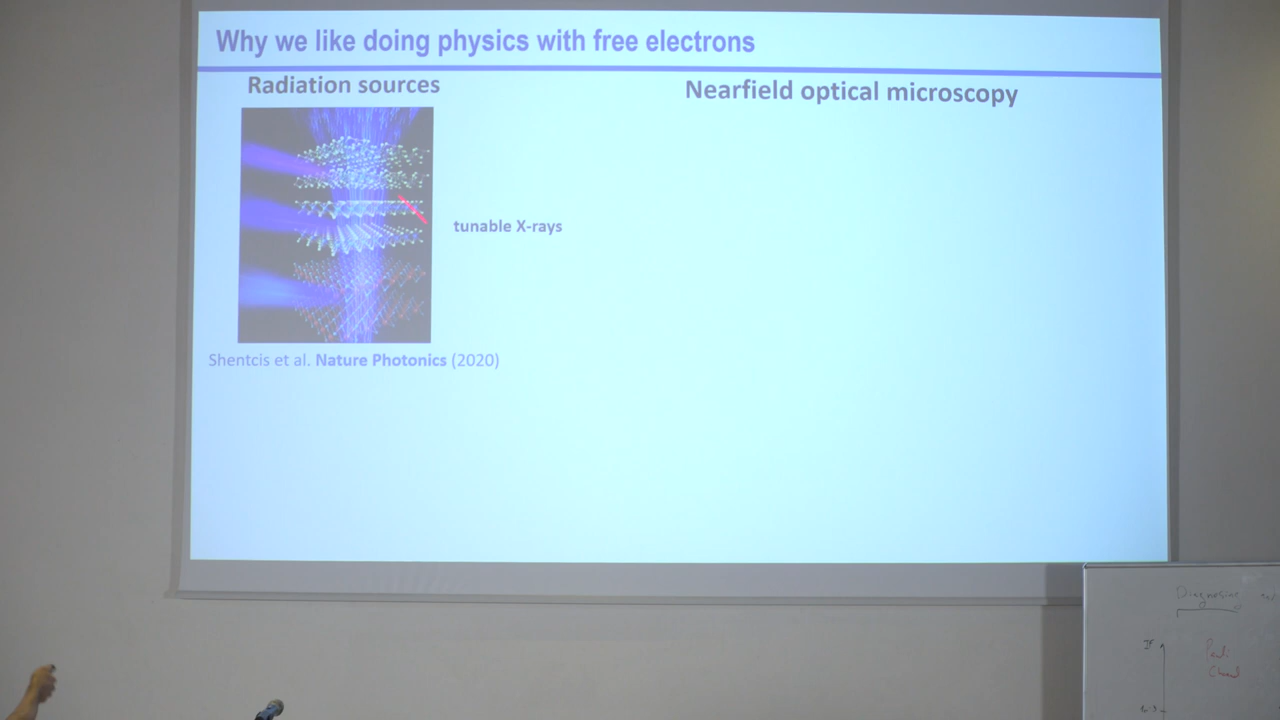 Why we like doing physics with free electrons
Radiation sources
Nearfield optical microscopy
tunable X-rays
Shentcis et al. Nature Photonics (2020)
Diagnosing